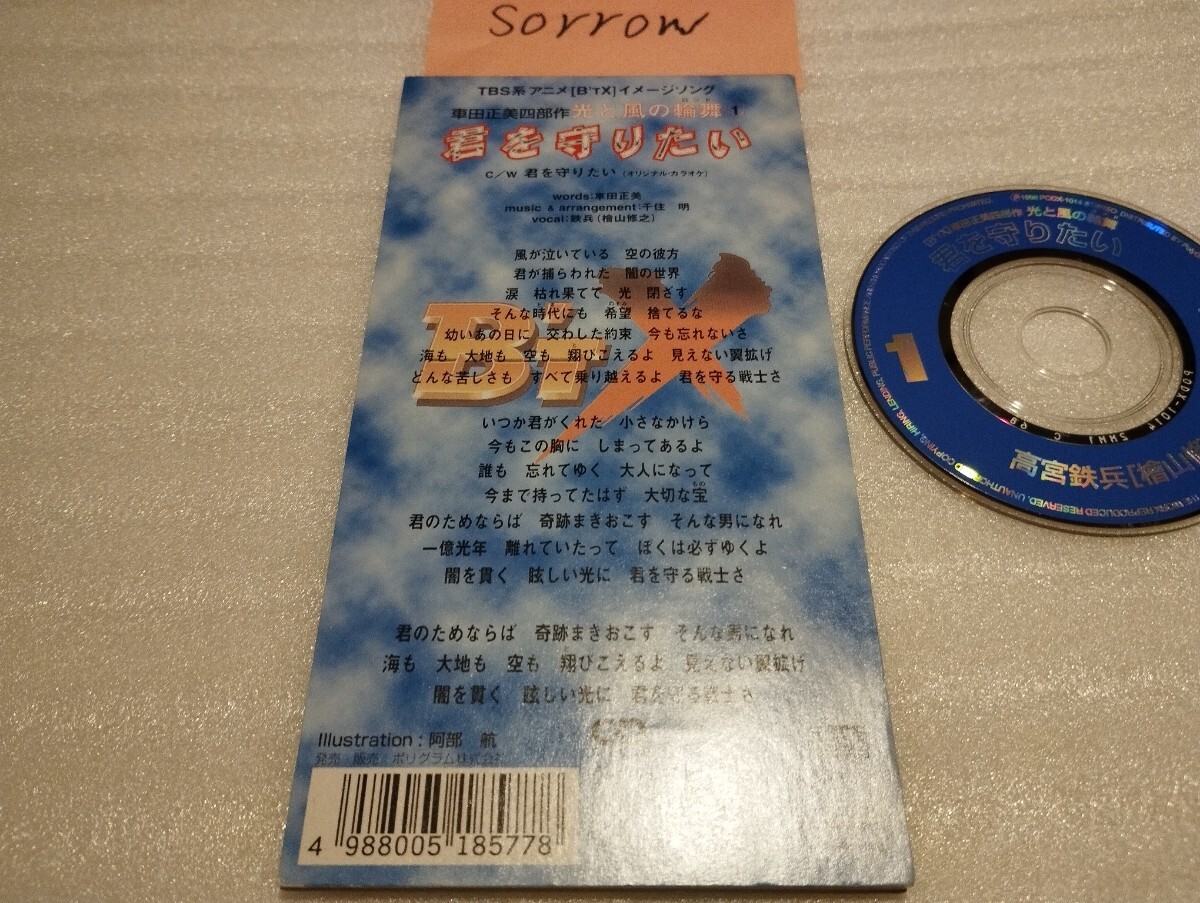 sorrow
TBS系アニメ[B'TX]イメージソング
車田正美四部作 光と風の輪舞 1
君を守りたい
C/W 君を守りたい (オリジナル・カラオケ)
words:車田正美
music & arrangement:千住 明
vocal:鉄兵(檜山修之)
風が泣いている 空の彼方
君が捕らわれた 闇の世界
涙 枯れ果てて 光 閉ざす
そんな時代にも 希望 捨てるな
幼いあの日に 交わした約束 今も忘れないさ
海も 大地も 空も 翔びこえるよ 見えない翼拡げ
どんな苦しさも すべて乗り越えるよ 君を守る戦士さ
B'TX
いつか君がくれた 小さなかけら
今もこの胸に しまってあるよ
誰も 忘れてゆく 大人になって
今まで持ってたはず 大切な宝
君のためならば 奇跡まきおこす そんな男になれ
一億光年 離れていたって ぼくは必ずゆくよ
闇を貫く 眩しい光に 君を守る戦士さ
君のためならば 奇跡まきおこす そんな男になれ
海も 大地も 空も 翔びこえるよ 見えない翼拡げ
闇を貫く 眩しい光に 君を守る戦士さ
Illustration : 阿部 航
発売 販売 ポリグラム株式会社
4 988005 185778
車田正美四部作 光と風の輪舞
君を守りたい
1
高宮鉄兵[檜山
PODX-1014